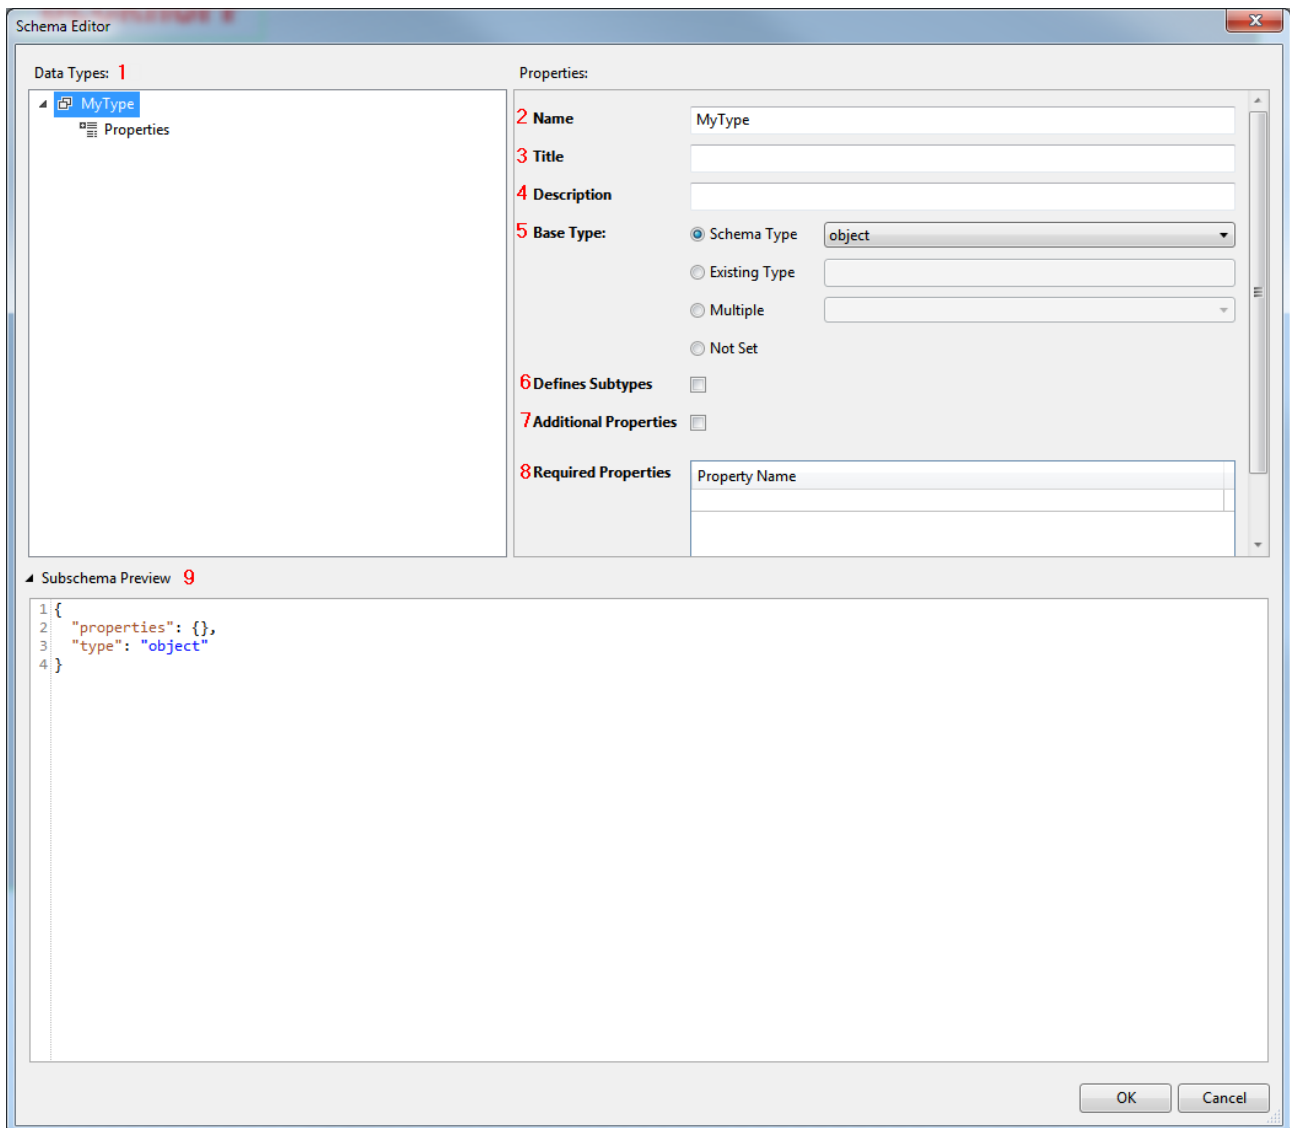 Schema Editor
Data Types: 1
MyType
Properties
Properties:
2 Name MyType
3 Title
4 Description
5 Base Type: Schema Type object
Existing Type
Multiple
Not Set
6 Defines Subtypes
7 Additional Properties
8 Required Properties Property Name
Subschema Preview 9
1 {
2 "properties": {},
3 "type": "object"
4 }
OK Cancel